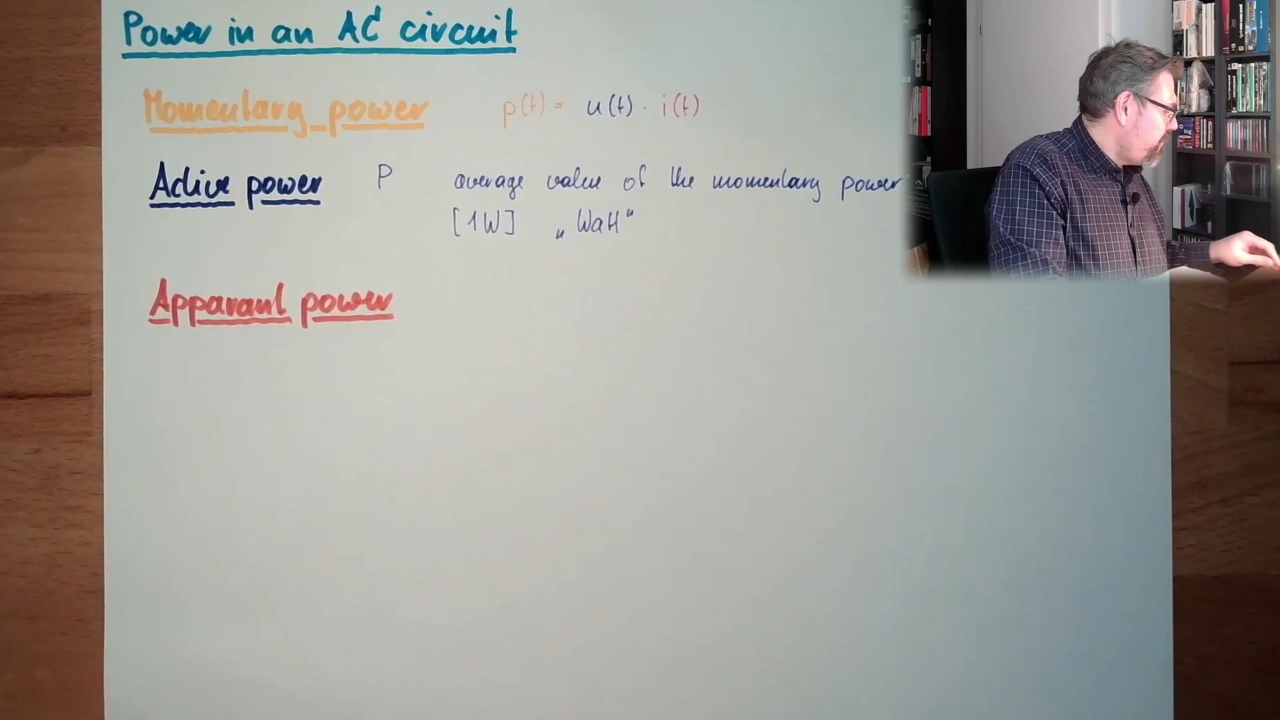 Power in an AC circuit
Momentary power p(t) = u(t) · i(t)
Active power P average value of the momentary power
[1W] „Watt"
Apparant power